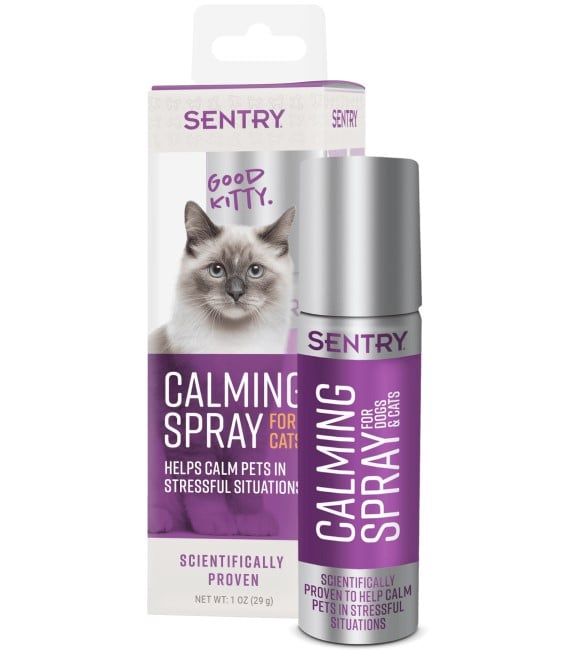 SENTRY
SENTRY
GOOD
KITTY.
CALMING
SPRAY FOR
CATS
HELPS CALM PETS IN
STRESSFUL SITUATIONS
SCIENTIFICALLY
PROVEN
NET WT: 1 OZ (29 g)
SENTRY
CALMING
SPRAY FOR
DOGS
& CATS
SCIENTIFICALLY
PROVEN TO HELP CALM
PETS IN STRESSFUL
SITUATIONS